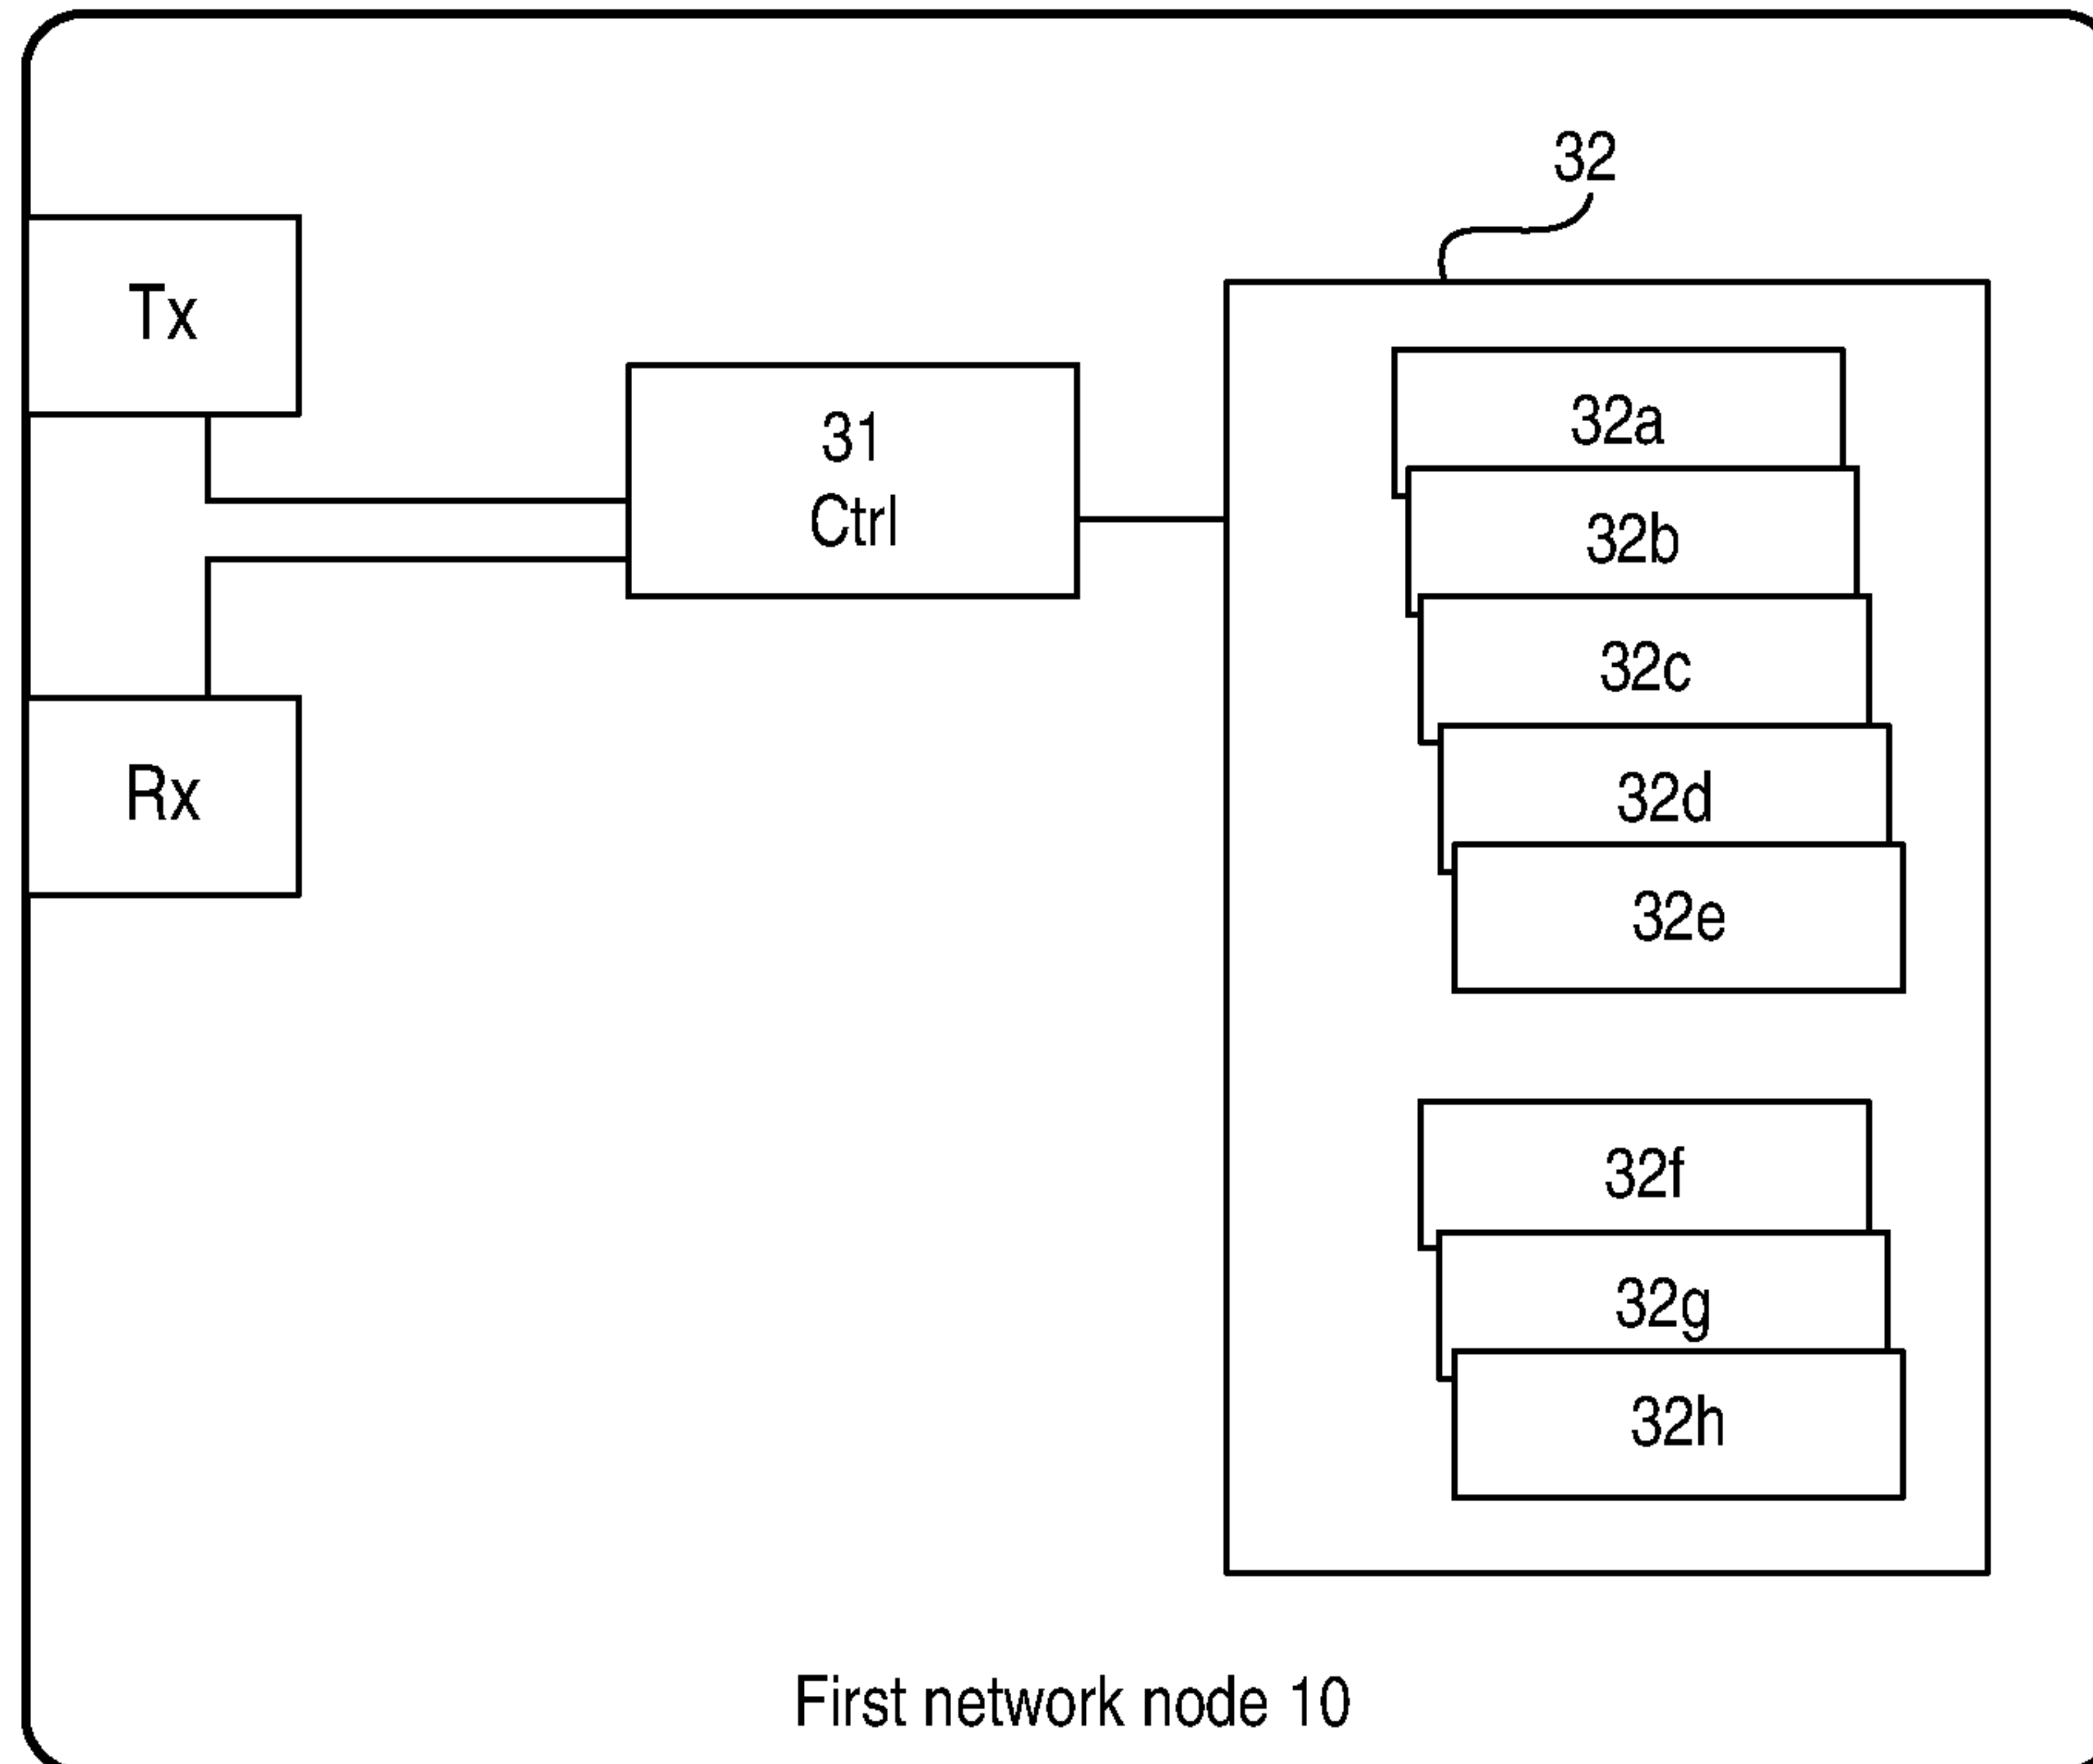 32
Tx
31
Ctrl
Rx
32a
32b
32c
32d
32e
32f
32g
32h
First network node 10